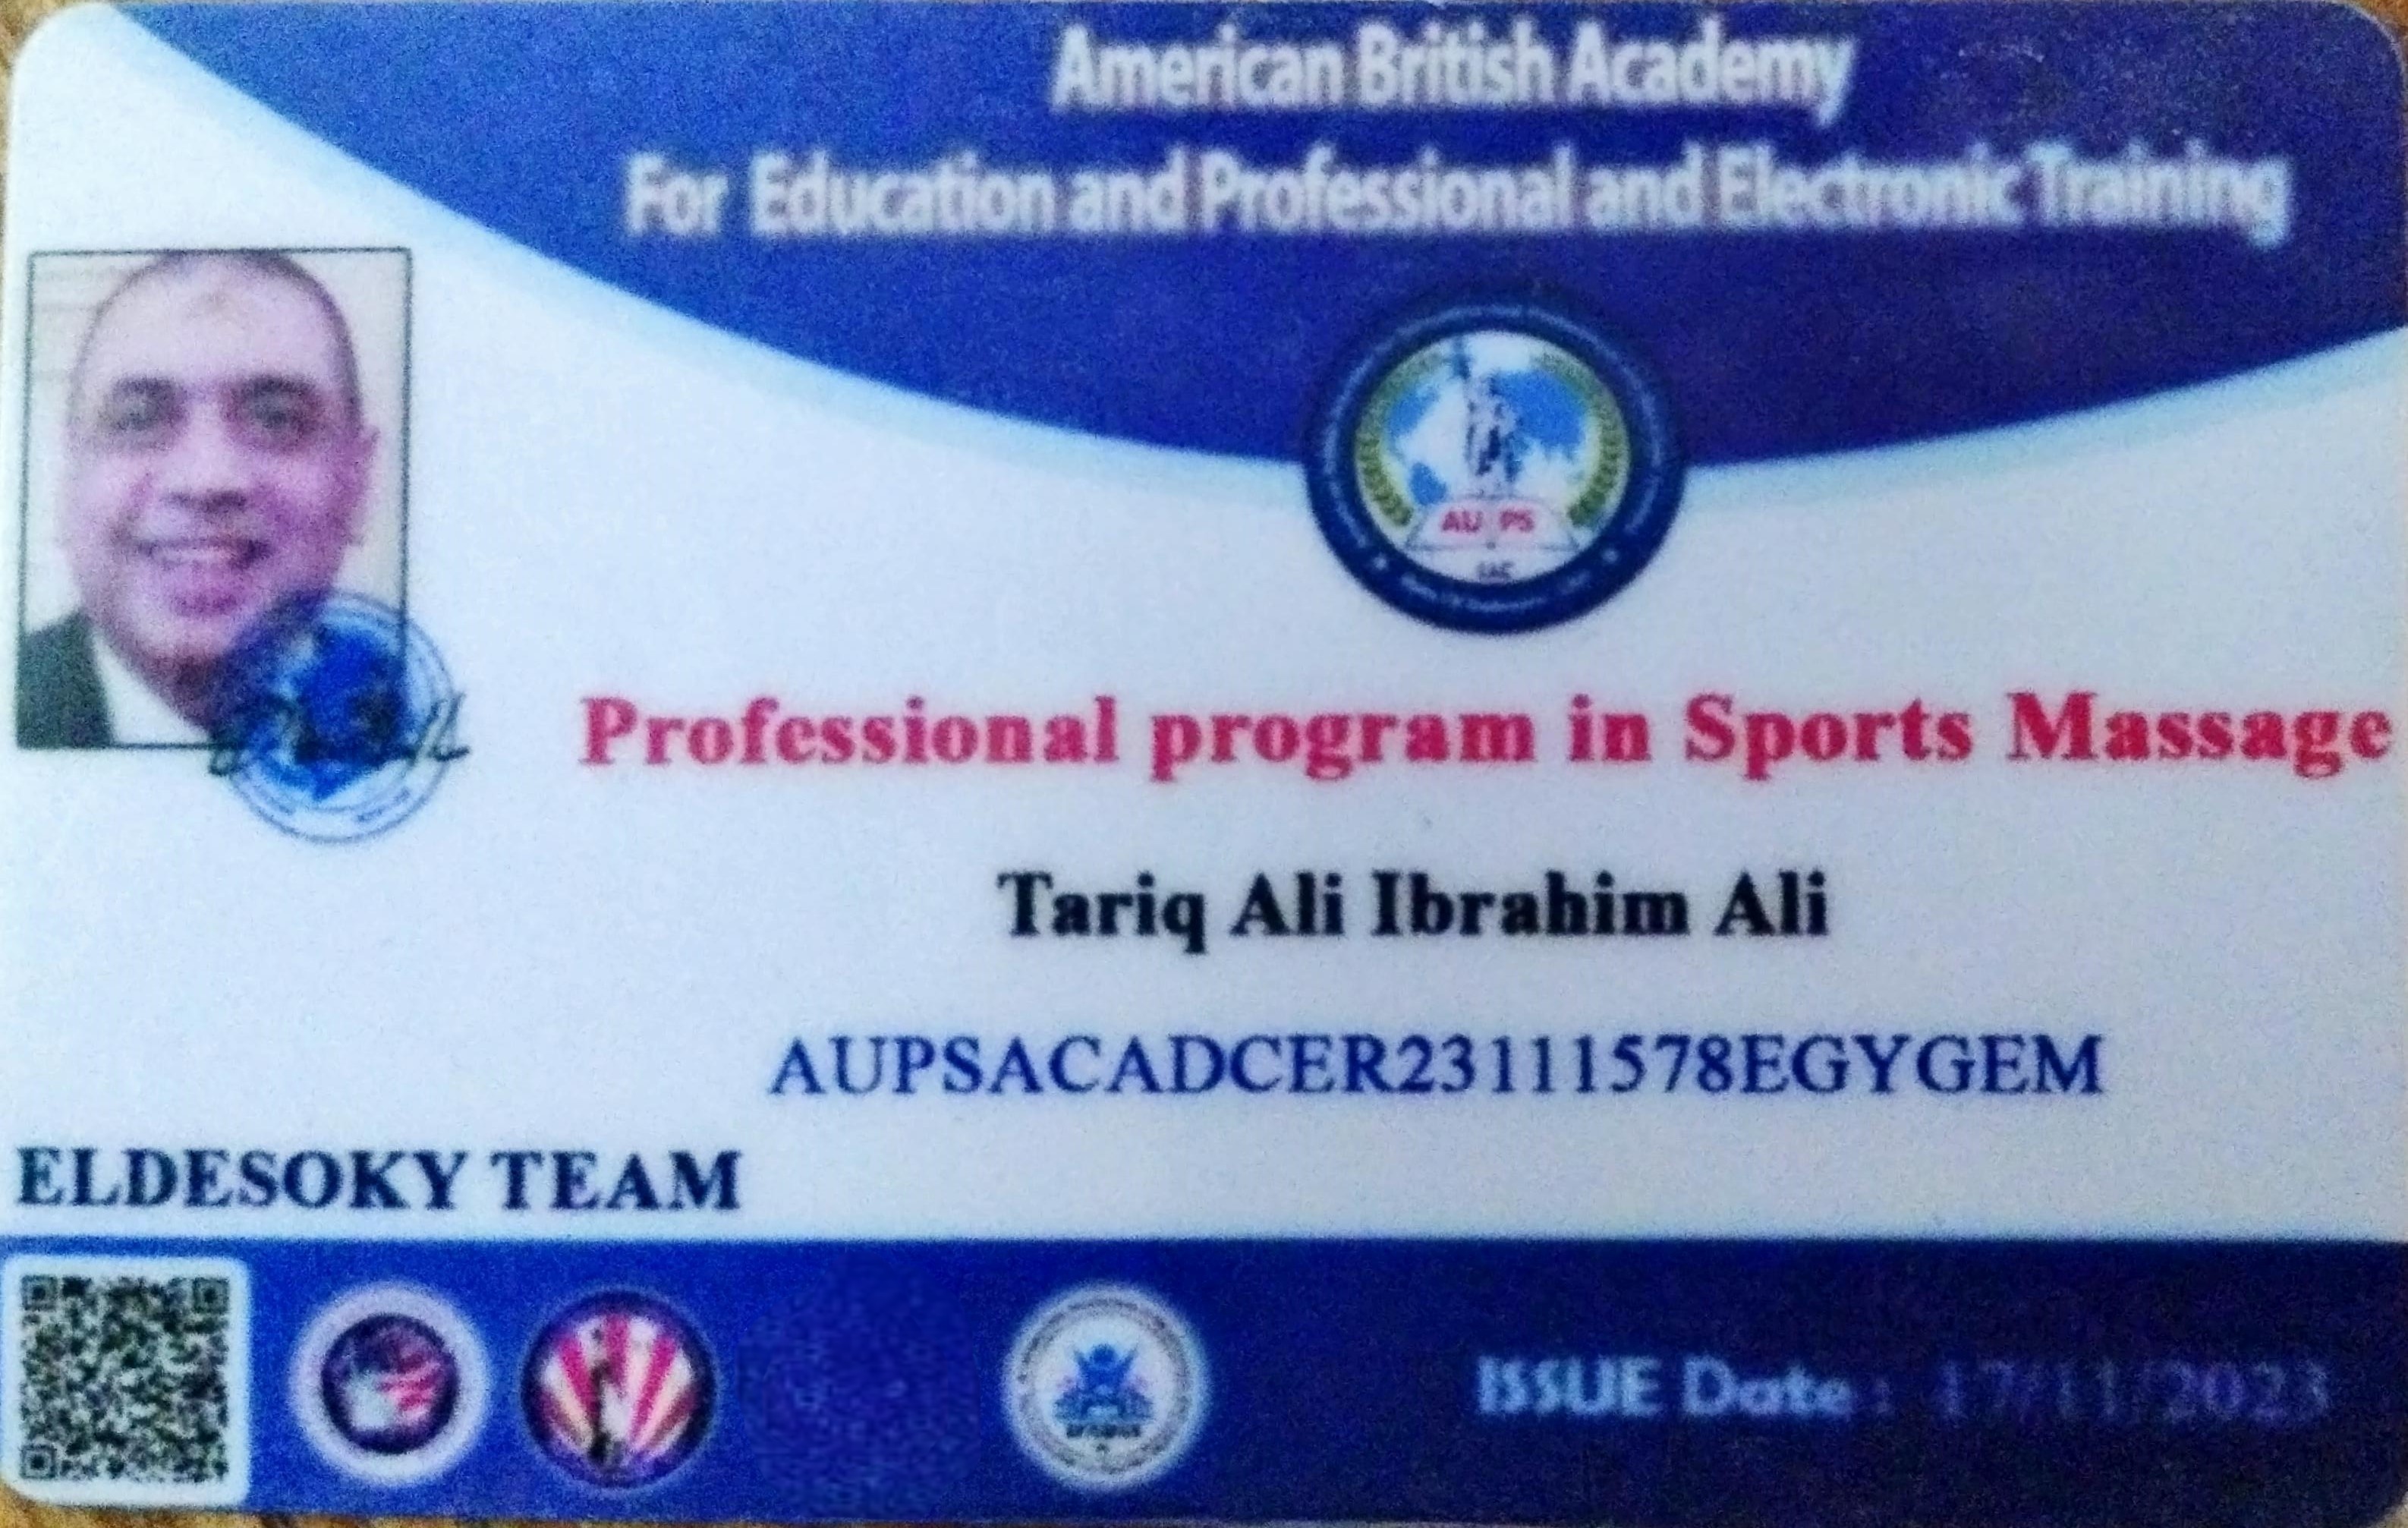 American British Academy
For Education and Professional and Electronic Training
AU PS
Professional program in Sports Massage
Tariq Ali Ibrahim Ali
AUPSACADCER23111578EGYGEM
ELDESOKY TEAM
ISSUE Date : 17/11/2023